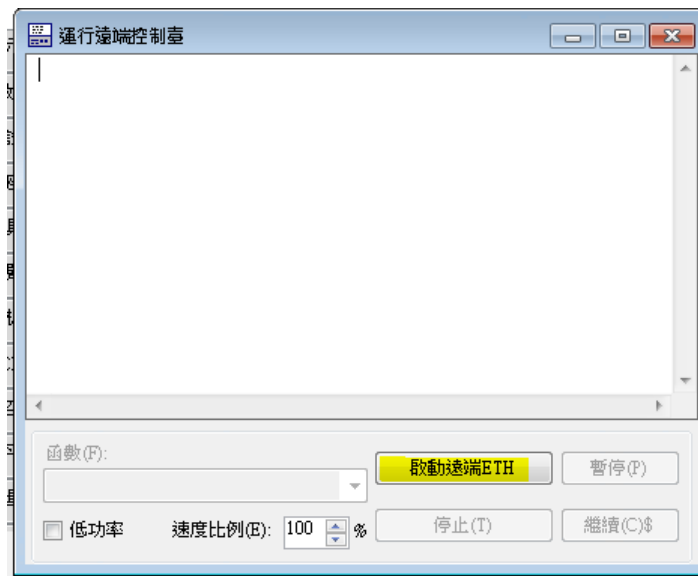 運行遠端控制臺
函數(F):
啟動遠端ETH
暫停(P)
低功率
速度比例(E):
100
%
停止(T)
繼續(C)$